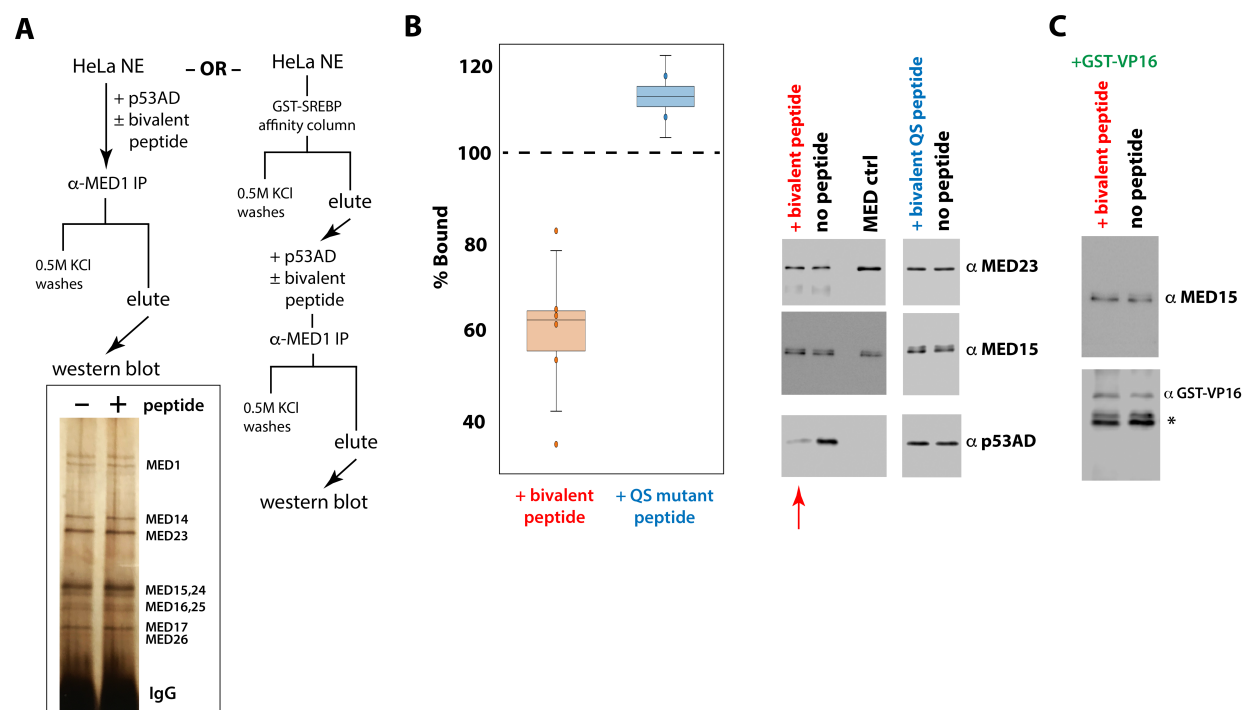 A
HeLa NE
+ p53AD
± bivalent
peptide
α-MED1 IP
0.5M KCl
washes
elute
western blot
– OR –
HeLa NE
GST-SREBP
affinity column
0.5M KCl
washes
elute
+ p53AD
± bivalent
peptide
α-MED1 IP
0.5M KCl
washes
elute
western blot
– + peptide
MED1
MED14
MED23
MED15,24
MED16,25
MED17
MED26
IgG
B
% Bound
120
100
80
60
40
+ bivalent
peptide
+ QS mutant
peptide
+ bivalent peptide
no peptide
MED ctrl
+ bivalent QS peptide
no peptide
α MED23
α MED15
α p53AD
C
+GST-VP16
+ bivalent peptide
no peptide
α MED15
α GST-VP16
*